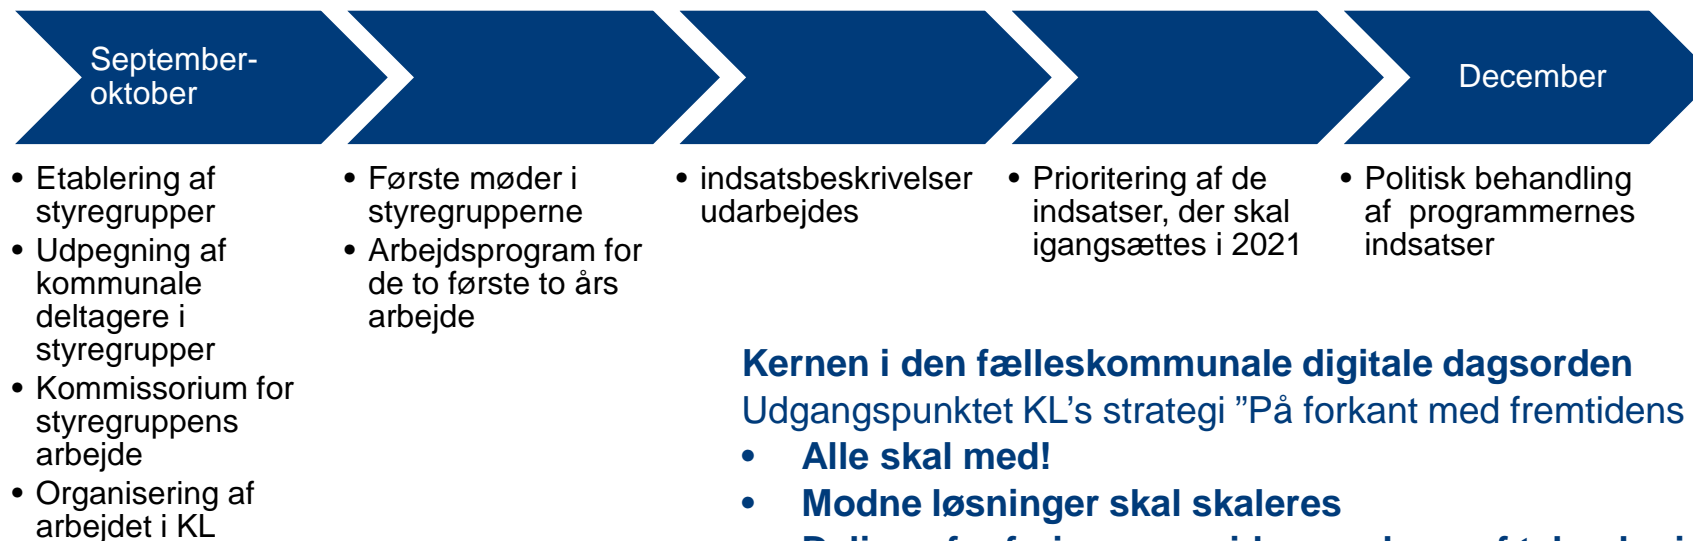 September-
oktober
December
• Etablering af
styregrupper
• Udpegning af
kommunale
deltagere i
styregrupper
• Kommissorium for
styregruppens
arbejde
• Organisering af
arbejdet i KL
• Første møder i
styregrupperne
• Arbejdsprogram for
de to første to års
arbejde
• indsatsbeskrivelser
udarbejdes
• Prioritering af de
indsatser, der skal
igangsættes i 2021
• Politisk behandling
af programmernes
indsatser
Kernen i den fælleskommunale digitale dagsorden
Udgangspunktet KL's strategi ”På forkant med fremtidens
• Alle skal med!
• Modne løsninger skal skaleres